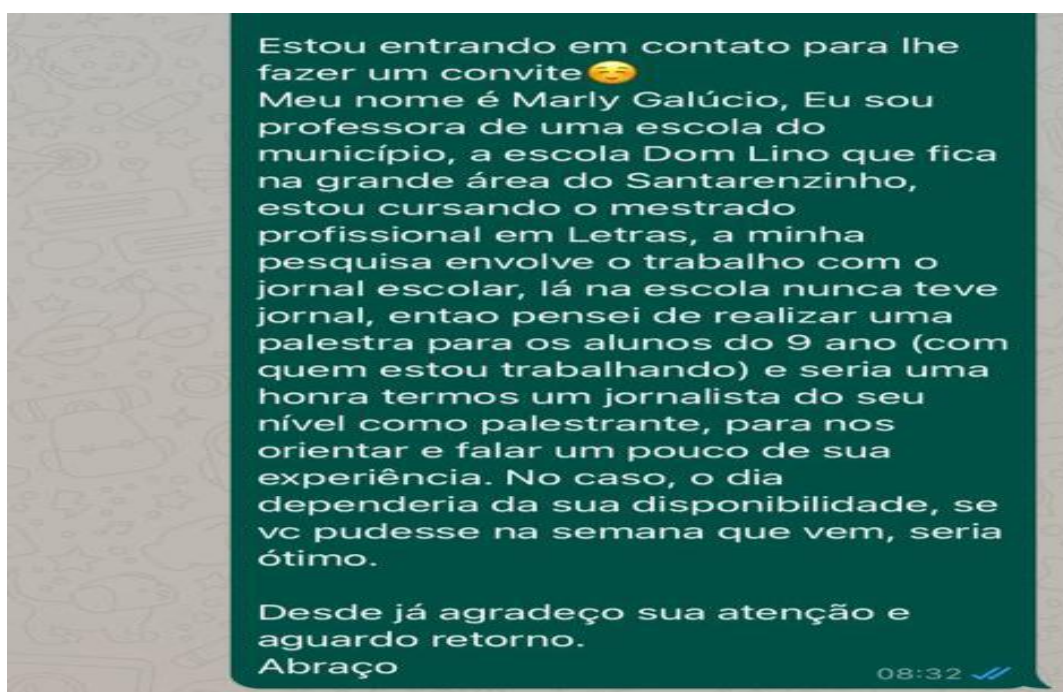 Estou entrando em contato para lhe
fazer um convite☺️
Meu nome é Marly Galúcio, Eu sou
professora de uma escola do
município, a escola Dom Lino que fica
na grande área do Santarenzinho,
estou cursando o mestrado
profissional em Letras, a minha
pesquisa envolve o trabalho com o
jornal escolar, lá na escola nunca teve
jornal, entao pensei de realizar uma
palestra para os alunos do 9 ano (com
quem estou trabalhando) e seria uma
honra termos um jornalista do seu
nível como palestrante, para nos
orientar e falar um pouco de sua
experiência. No caso, o dia
dependeria da sua disponibilidade, se
vc pudesse na semana que vem, seria
ótimo.

Desde já agradeço sua atenção e
aguardo retorno.
Abraço
08:32